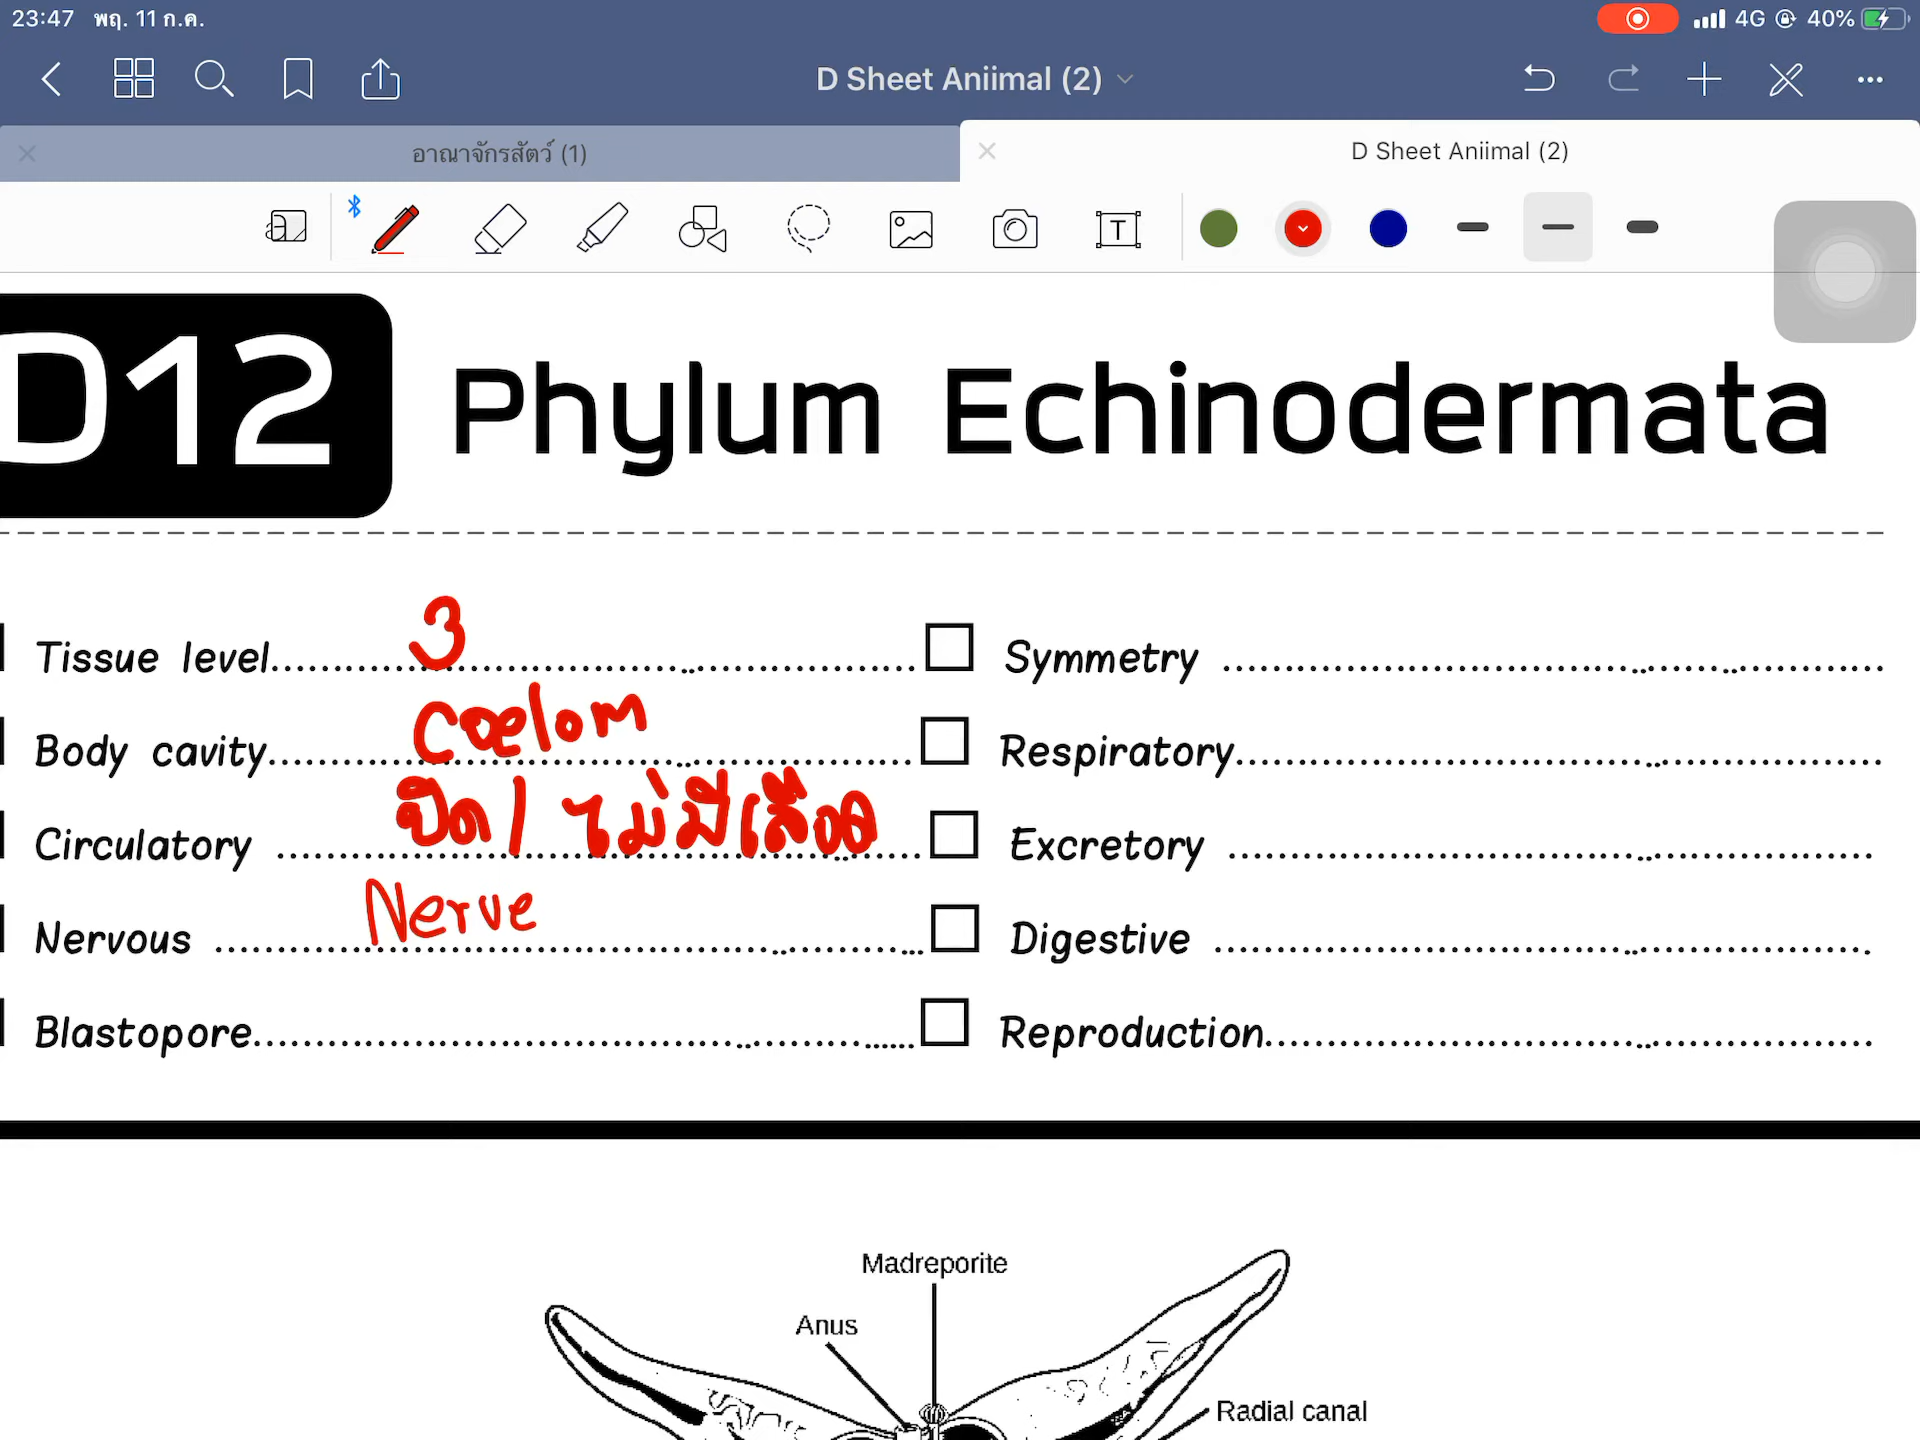 23:47 พฤ. 11 ก.ค.
4G 40%
D Sheet Aniimal (2)
อาณาจักรสัตว์ (1)
D Sheet Aniimal (2)
T
D12 Phylum Echinodermata
Tissue level 3
Symmetry
Body cavity Coelom
Respiratory
Circulatory ปิด/ ไม่มีเลือด
Excretory
Nervous Nerve
Digestive
Blastopore
Reproduction
Madreporite
Anus
Radial canal